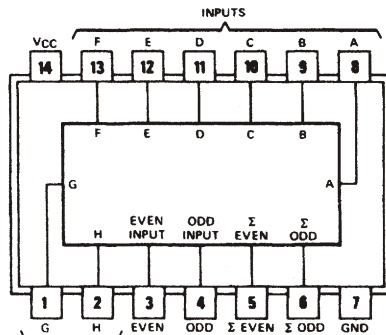 INPUTS
VCC F E D C B A
14 13 12 11 10 9 8
F E D C B
G A
H EVEN INPUT ODD INPUT Σ EVEN Σ ODD
1 2 3 4 5 6 7
G H EVEN ODD Σ EVEN Σ ODD GND